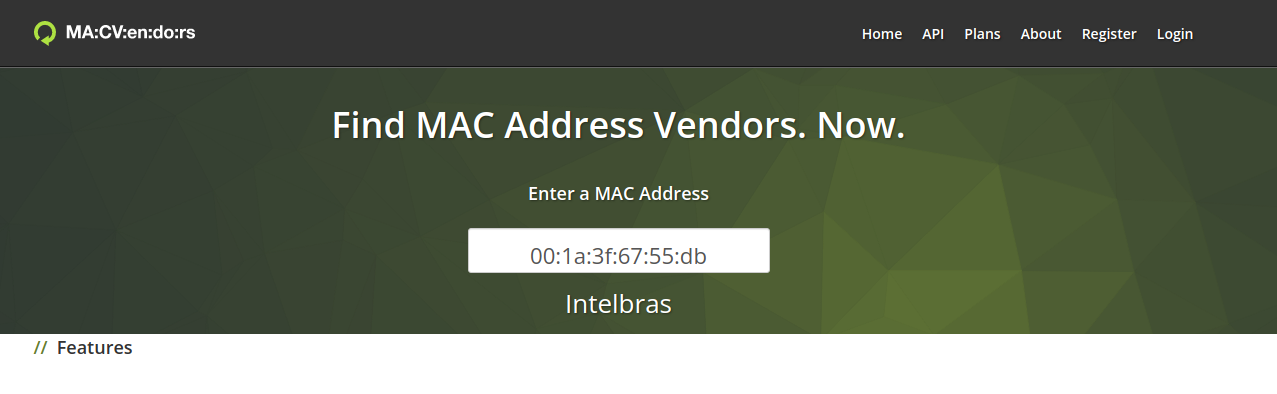 MA:CV:en:do:rs
Home API Plans About Register Login
Find MAC Address Vendors. Now.
Enter a MAC Address
00:1a:3f:67:55:db
Intelbras
// Features